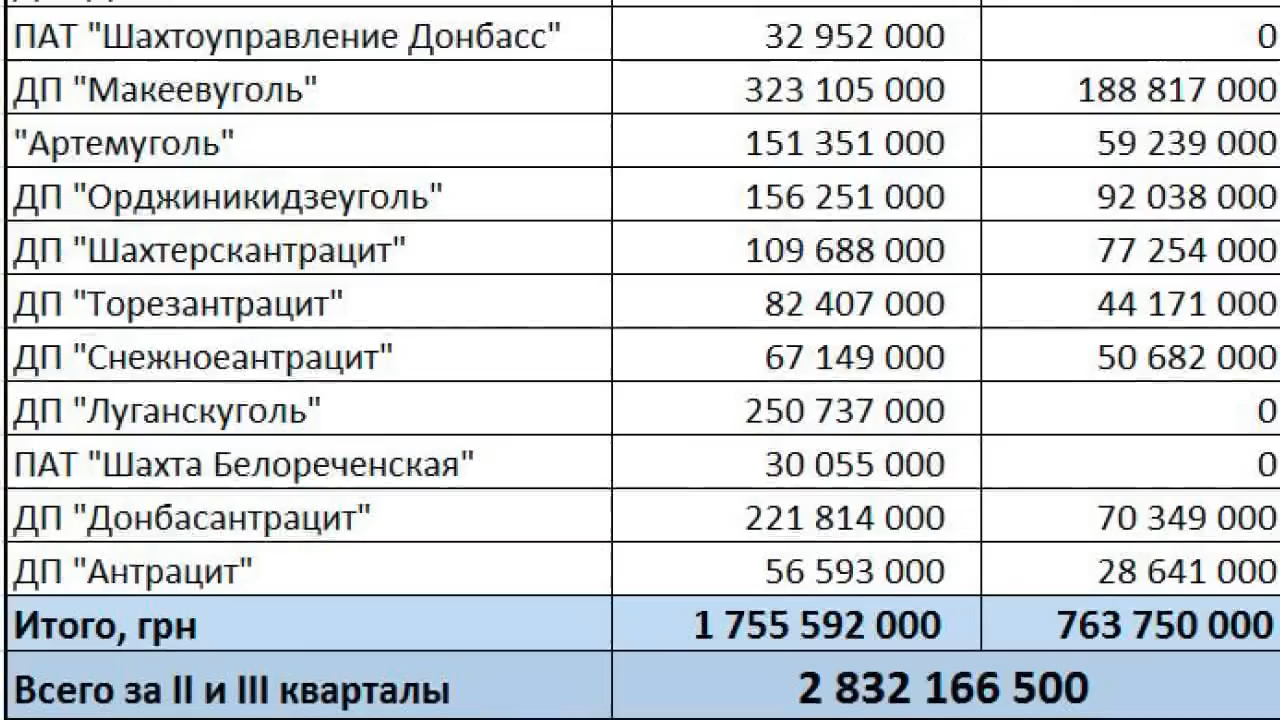 ПАТ "Шахтоуправление Донбасс" 32 952 000 0
ДП "Макеевуголь" 323 105 000 188 817 000
"Артемуголь" 151 351 000 59 239 000
ДП "Орджиникидзеуголь" 156 251 000 92 038 000
ДП "Шахтерскантрацит" 109 688 000 77 254 000
ДП "Торезантрацит" 82 407 000 44 171 000
ДП "Снежноеантрацит" 67 149 000 50 682 000
ДП "Луганскуголь" 250 737 000 0
ПАТ "Шахта Белореченская" 30 055 000 0
ДП "Донбасантрацит" 221 814 000 70 349 000
ДП "Антрацит" 56 593 000 28 641 000
Итого, грн 1 755 592 000 763 750 000
Всего за II и III кварталы 2 832 166 500